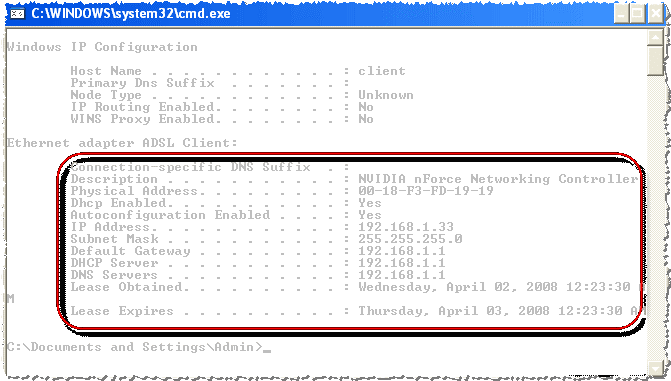 C:\WINDOWS\system32\cmd.exe
Windows IP Configuration
Host Name . . . . . . . . . . . . : client
Primary Dns Suffix . . . . . . . :
Node Type . . . . . . . . . . . . : Unknown
IP Routing Enabled. . . . . . . . : No
WINS Proxy Enabled. . . . . . . . : No
Ethernet adapter ADSL Client:
Connection-specific DNS Suffix . :
Description . . . . . . . . . . . : NVIDIA nForce Networking Controller
Physical Address. . . . . . . . . : 00-18-F3-FD-19-19
Dhcp Enabled. . . . . . . . . . . : Yes
Autoconfiguration Enabled . . . . : Yes
IP Address. . . . . . . . . . . . : 192.168.1.33
Subnet Mask . . . . . . . . . . . : 255.255.255.0
Default Gateway . . . . . . . . . : 192.168.1.1
DHCP Server . . . . . . . . . . . : 192.168.1.1
DNS Servers . . . . . . . . . . . : 192.168.1.1
Lease Obtained. . . . . . . . . . : Wednesday, April 02, 2008 12:23:30
M
Lease Expires . . . . . . . . . . : Thursday, April 03, 2008 12:23:30 A
C:\Documents and Settings\Admin>_